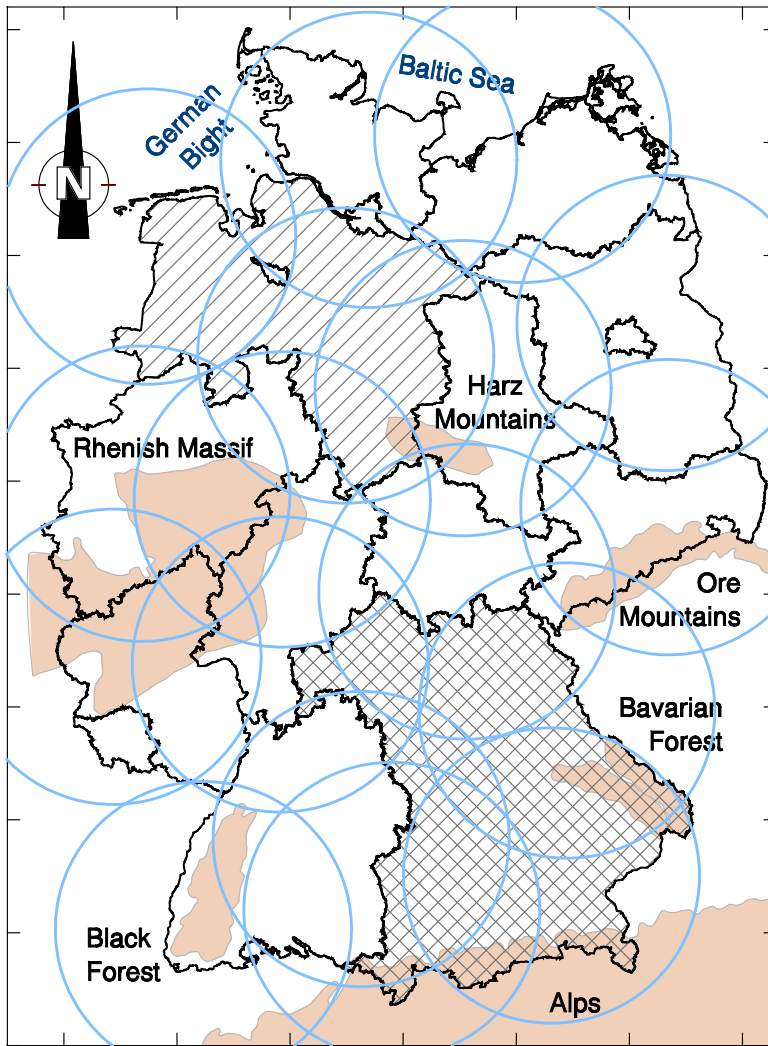 Baltic Sea
German
Bight
N
Harz
Mountains
Rhenish Massif
Ore
Mountains
Bavarian
Forest
Black
Forest
Alps